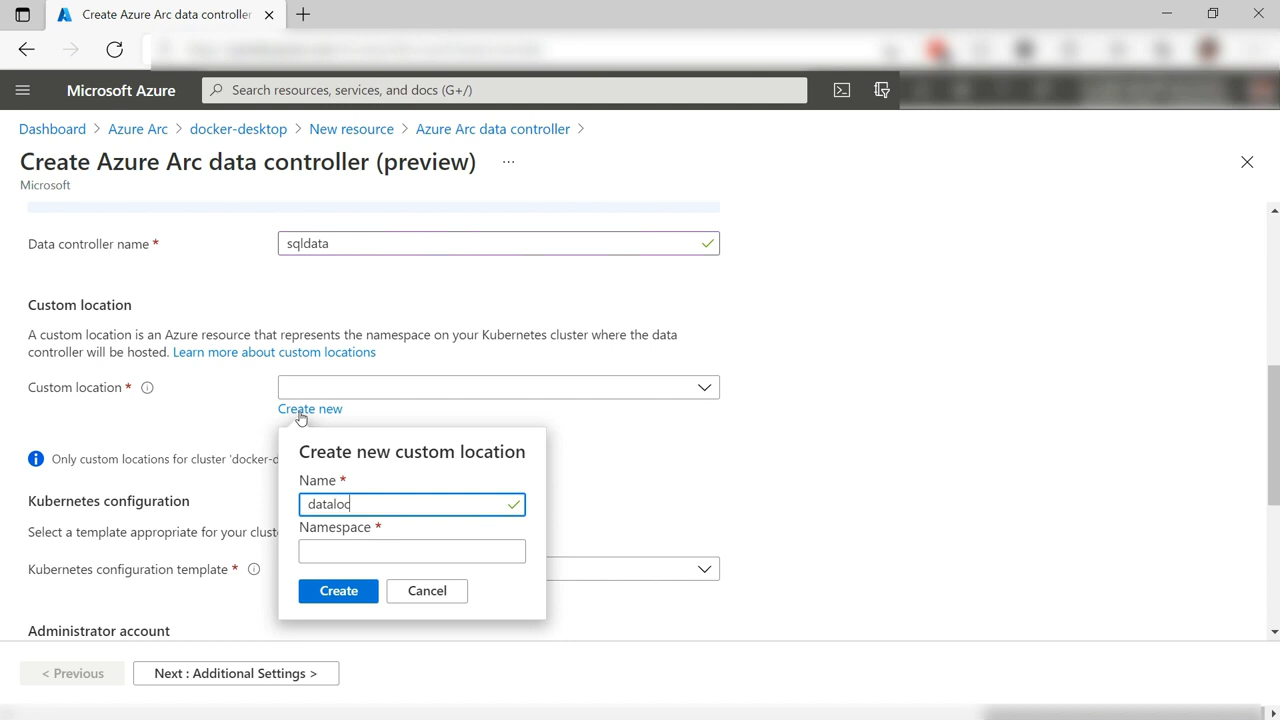 Create Azure Arc data controller
Microsoft Azure
Search resources, services, and docs (G+/)
Dashboard > Azure Arc > docker-desktop > New resource > Azure Arc data controller >
Create Azure Arc data controller (preview) ...
Microsoft
Data controller name *
sqldata
Custom location
A custom location is an Azure resource that represents the namespace on your Kubernetes cluster where the data
controller will be hosted. Learn more about custom locations
Custom location *
Create new
Create new custom location
Name *
dataloc
Namespace *
Create
Cancel
Only custom locations for cluster 'docker-d
Kubernetes configuration
Select a template appropriate for your clust
Kubernetes configuration template *
Administrator account
< Previous
Next : Additional Settings >